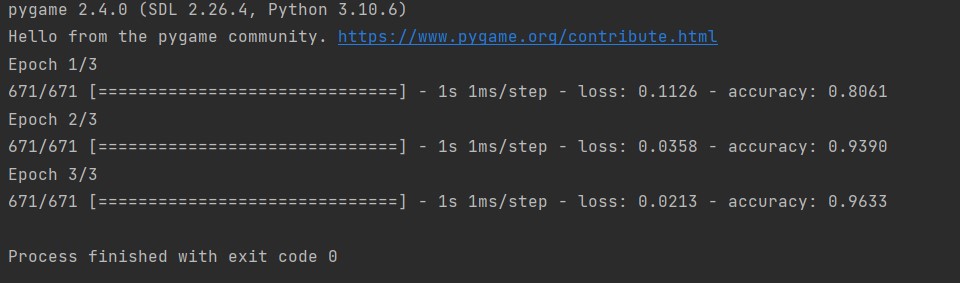 pygame 2.4.0 (SDL 2.26.4, Python 3.10.6)
Hello from the pygame community. https://www.pygame.org/contribute.html
Epoch 1/3
671/671 [==============================] - 1s 1ms/step - loss: 0.1126 - accuracy: 0.8061
Epoch 2/3
671/671 [==============================] - 1s 1ms/step - loss: 0.0358 - accuracy: 0.9390
Epoch 3/3
671/671 [==============================] - 1s 1ms/step - loss: 0.0213 - accuracy: 0.9633
Process finished with exit code 0